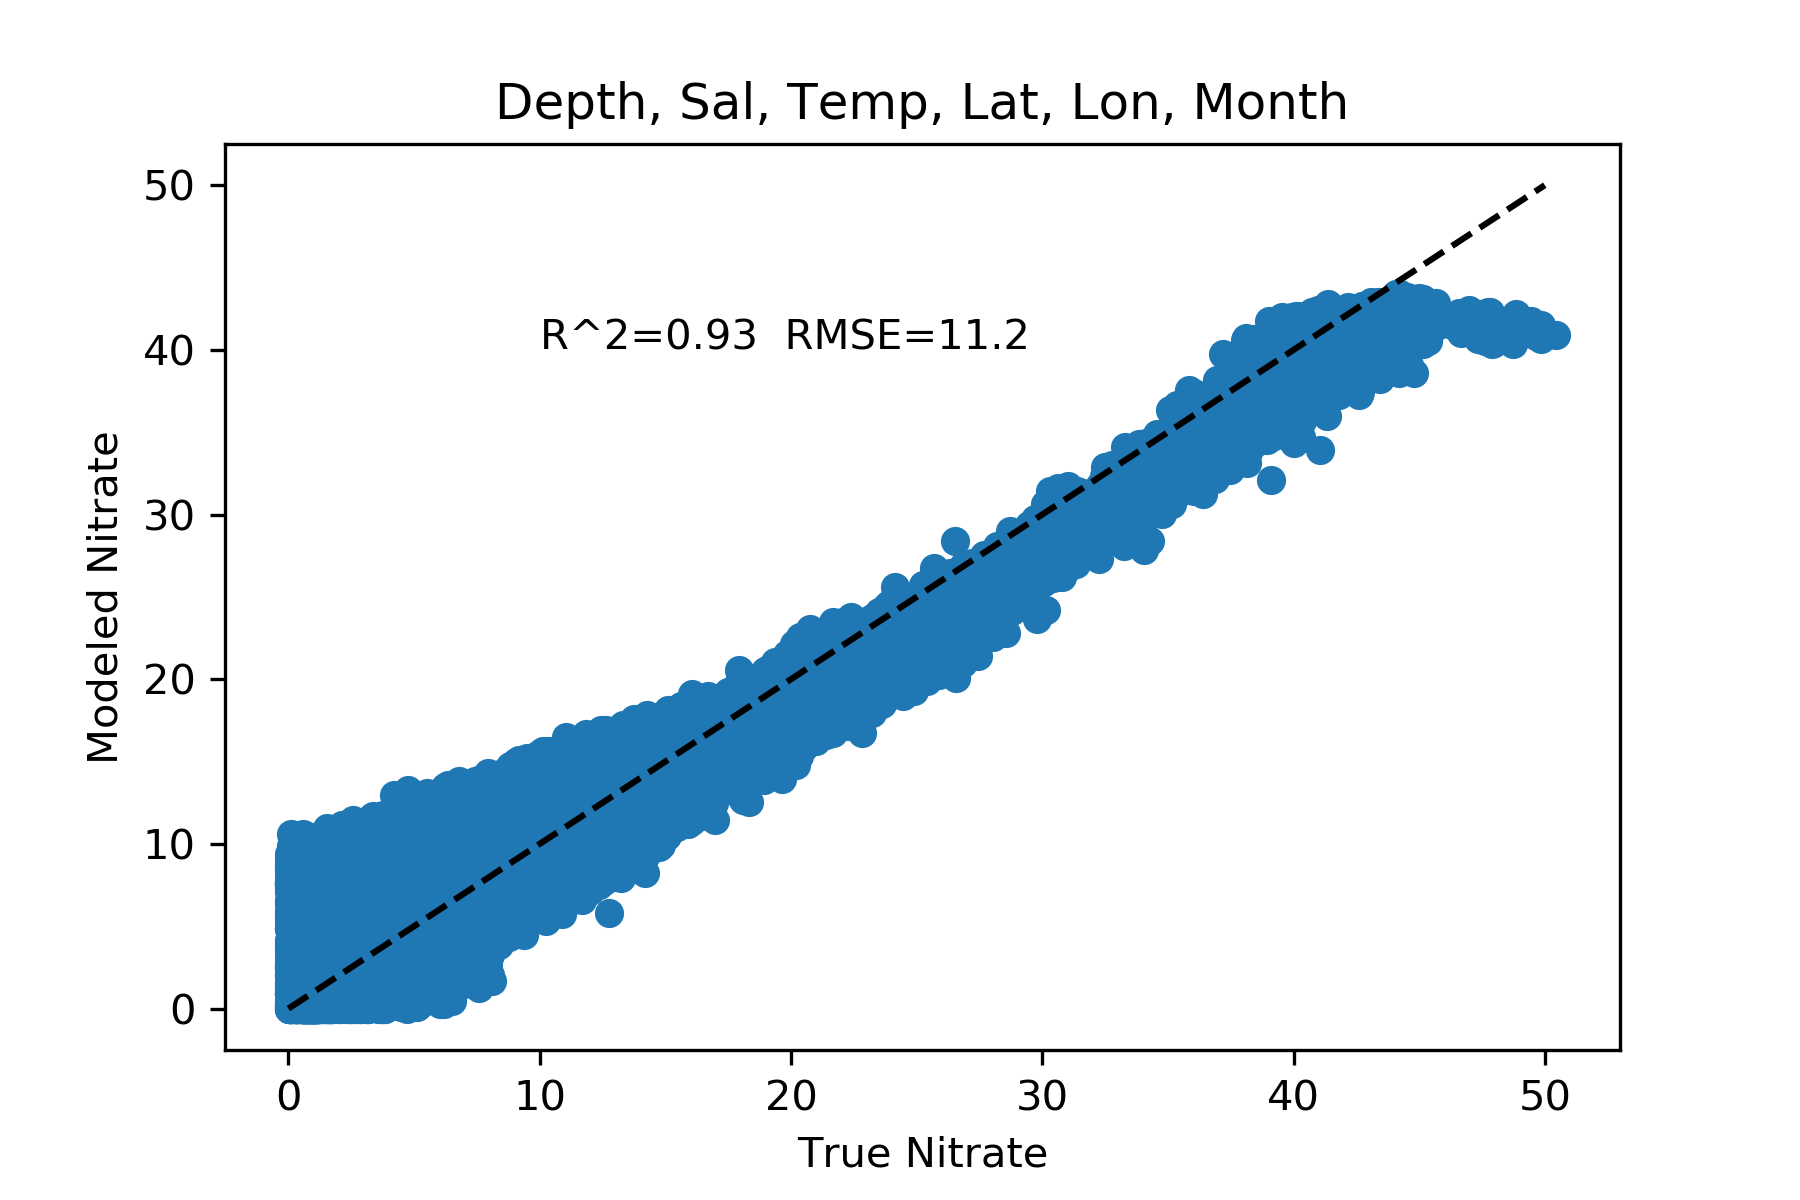 Depth, Sal, Temp, Lat, Lon, Month
50
40
30
20
10
0
R^2=0.93  RMSE=11.2
Modeled Nitrate
0 10 20 30 40 50
True Nitrate